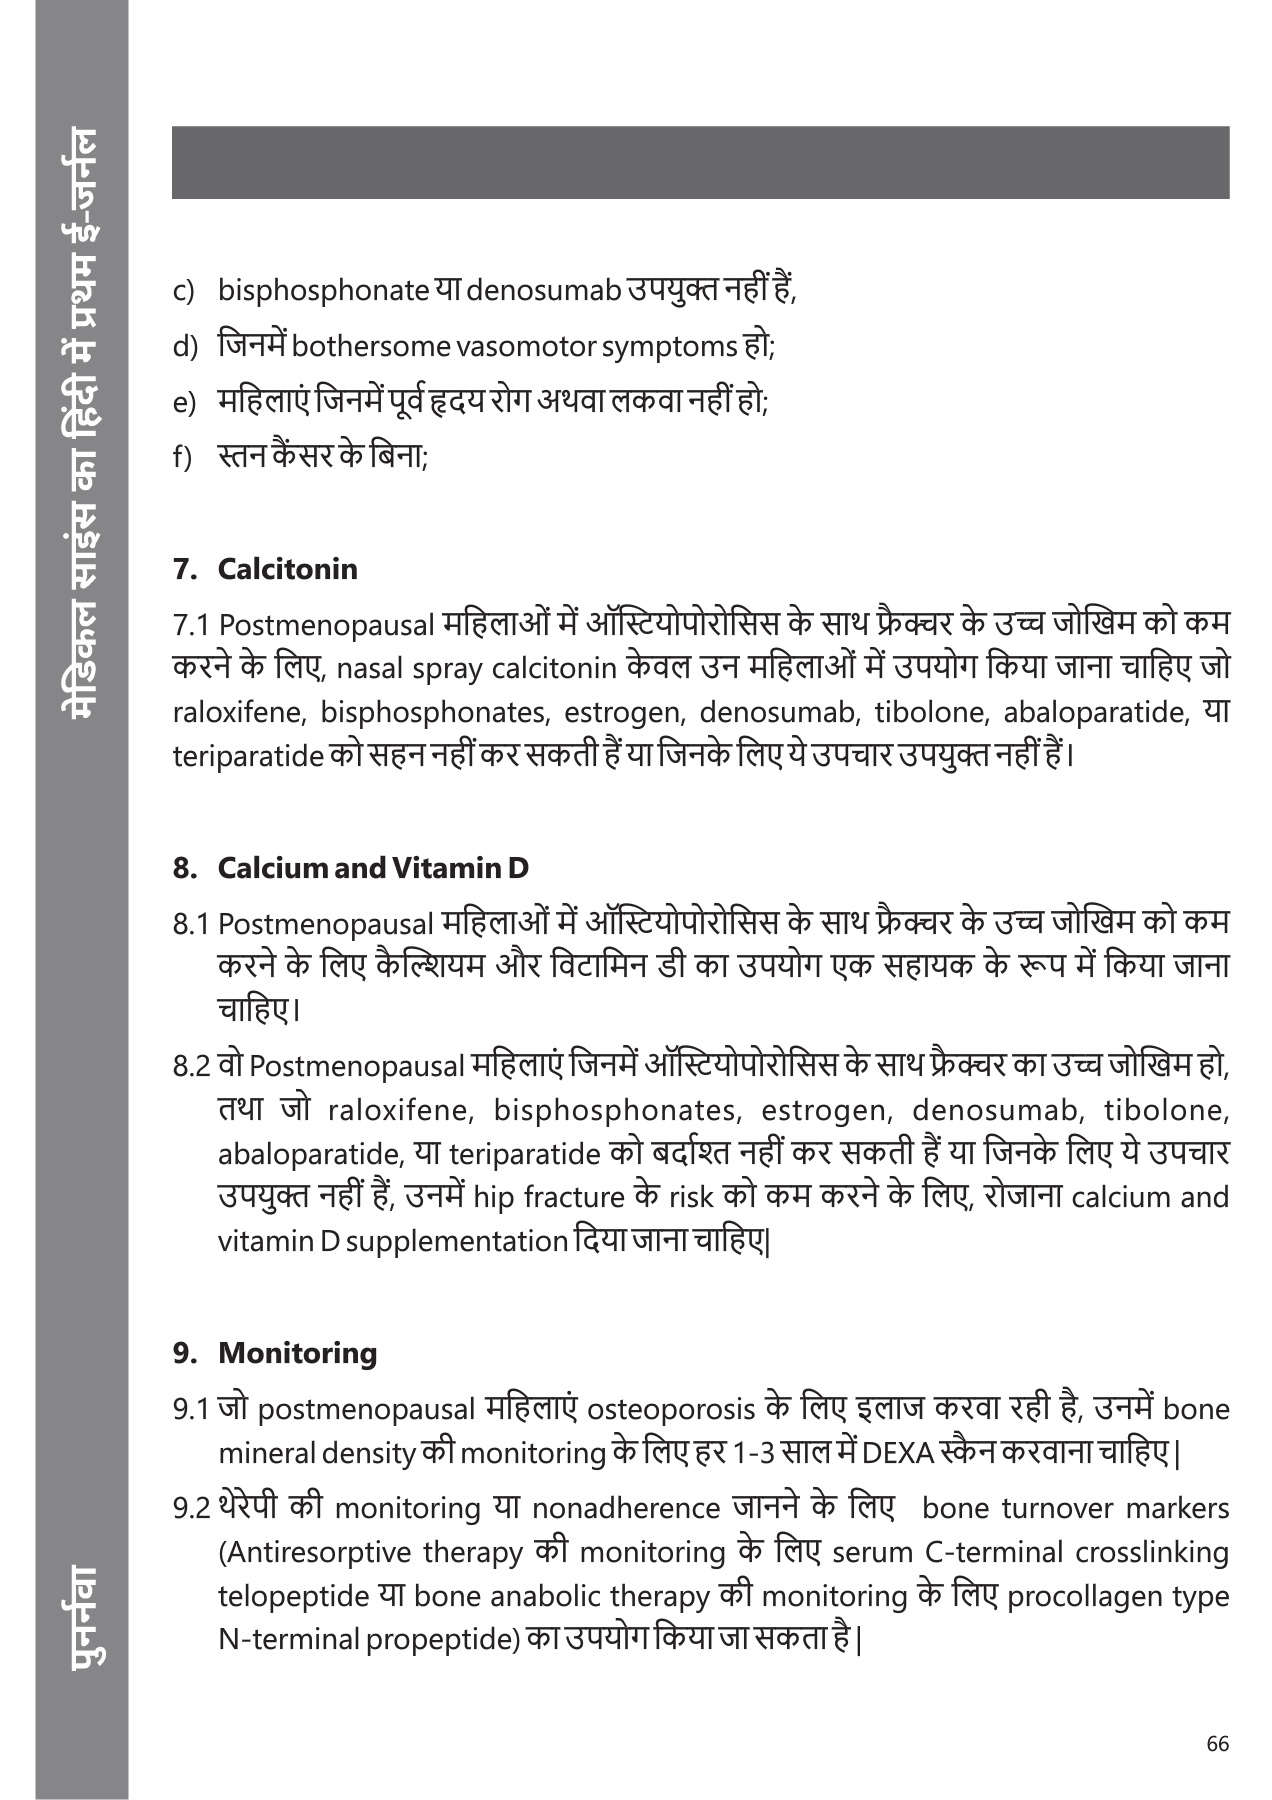 मेडिकल साइंस का हिंदी में प्रथम ई-जर्नल
पुनर्नवा
c) bisphosphonate या denosumab उपयुक्त नहीं हैं,
d) जिनमें bothersome vasomotor symptoms हो;
e) महिलाएं जिनमें पूर्व हृदय रोग अथवा लकवा नहीं हो;
f) स्तन कैंसर के बिना;
7. Calcitonin
7.1 Postmenopausal महिलाओं में ऑस्टियोपोरोसिस के साथ फ्रैक्चर के उच्च जोखिम को कम
करने के लिए, nasal spray calcitonin केवल उन महिलाओं में उपयोग किया जाना चाहिए जो
raloxifene, bisphosphonates, estrogen, denosumab, tibolone, abaloparatide, या
teriparatide को सहन नहीं कर सकती हैं या जिनके लिए ये उपचार उपयुक्त नहीं हैं।
8. Calcium and Vitamin D
8.1 Postmenopausal महिलाओं में ऑस्टियोपोरोसिस के साथ फ्रैक्चर के उच्च जोखिम को कम
करने के लिए कैल्शियम और विटामिन डी का उपयोग एक सहायक के रूप में किया जाना
चाहिए।
8.2 वो Postmenopausal महिलाएं जिनमें ऑस्टियोपोरोसिस के साथ फ्रैक्चर का उच्च जोखिम हो,
तथा जो raloxifene, bisphosphonates, estrogen, denosumab, tibolone,
abaloparatide, या teriparatide को बर्दाश्त नहीं कर सकती हैं या जिनके लिए ये उपचार
उपयुक्त नहीं हैं, उनमें hip fracture के risk को कम करने के लिए, रोजाना calcium and
vitamin D supplementation दिया जाना चाहिए|
9. Monitoring
9.1 जो postmenopausal महिलाएं osteoporosis के लिए इलाज करवा रही है, उनमें bone
mineral density की monitoring के लिए हर 1-3 साल में DEXA स्कैन करवाना चाहिए |
9.2 थेरेपी की monitoring या nonadherence जानने के लिए bone turnover markers
(Antiresorptive therapy की monitoring के लिए serum C-terminal crosslinking
telopeptide या bone anabolic therapy की monitoring के लिए procollagen type
N-terminal propeptide) का उपयोग किया जा सकता है |
66